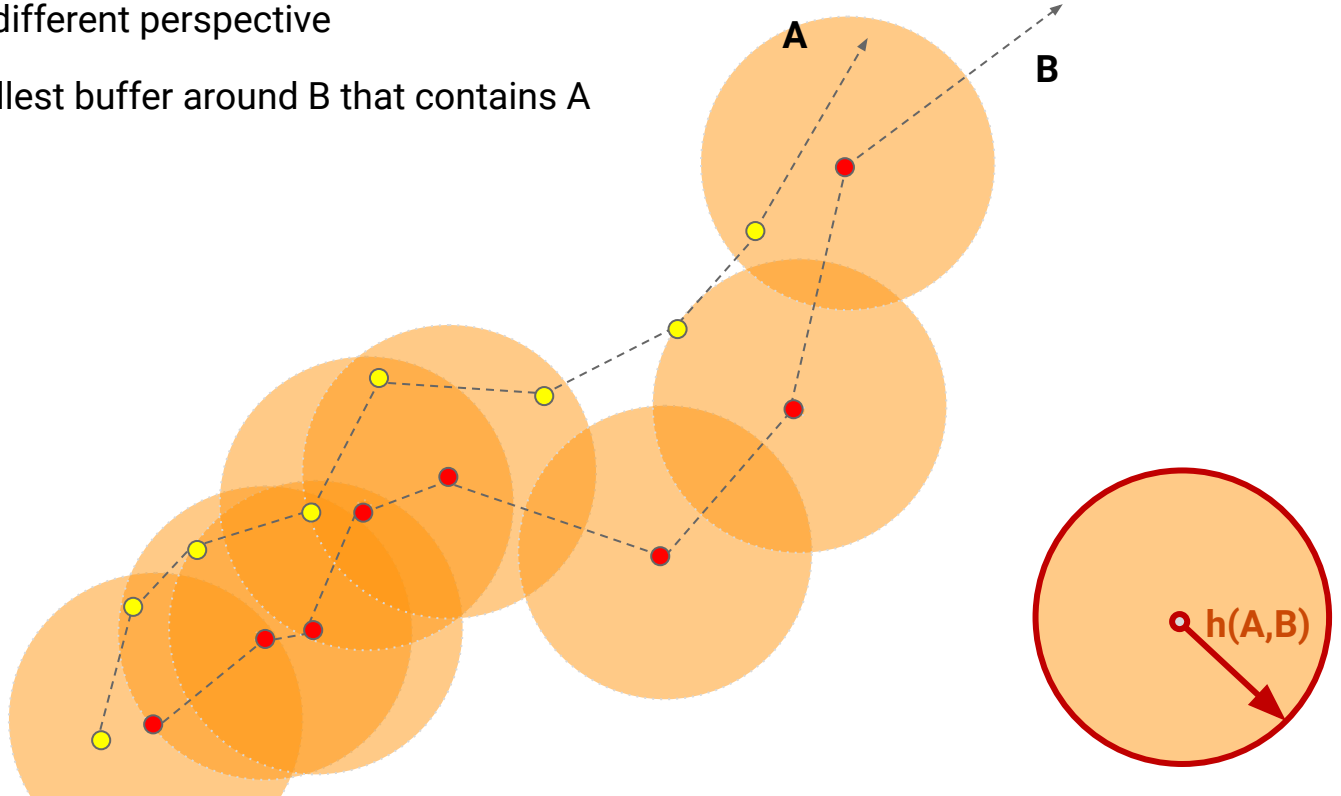 different perspective
A
B
llest buffer around B that contains A
h(A,B)